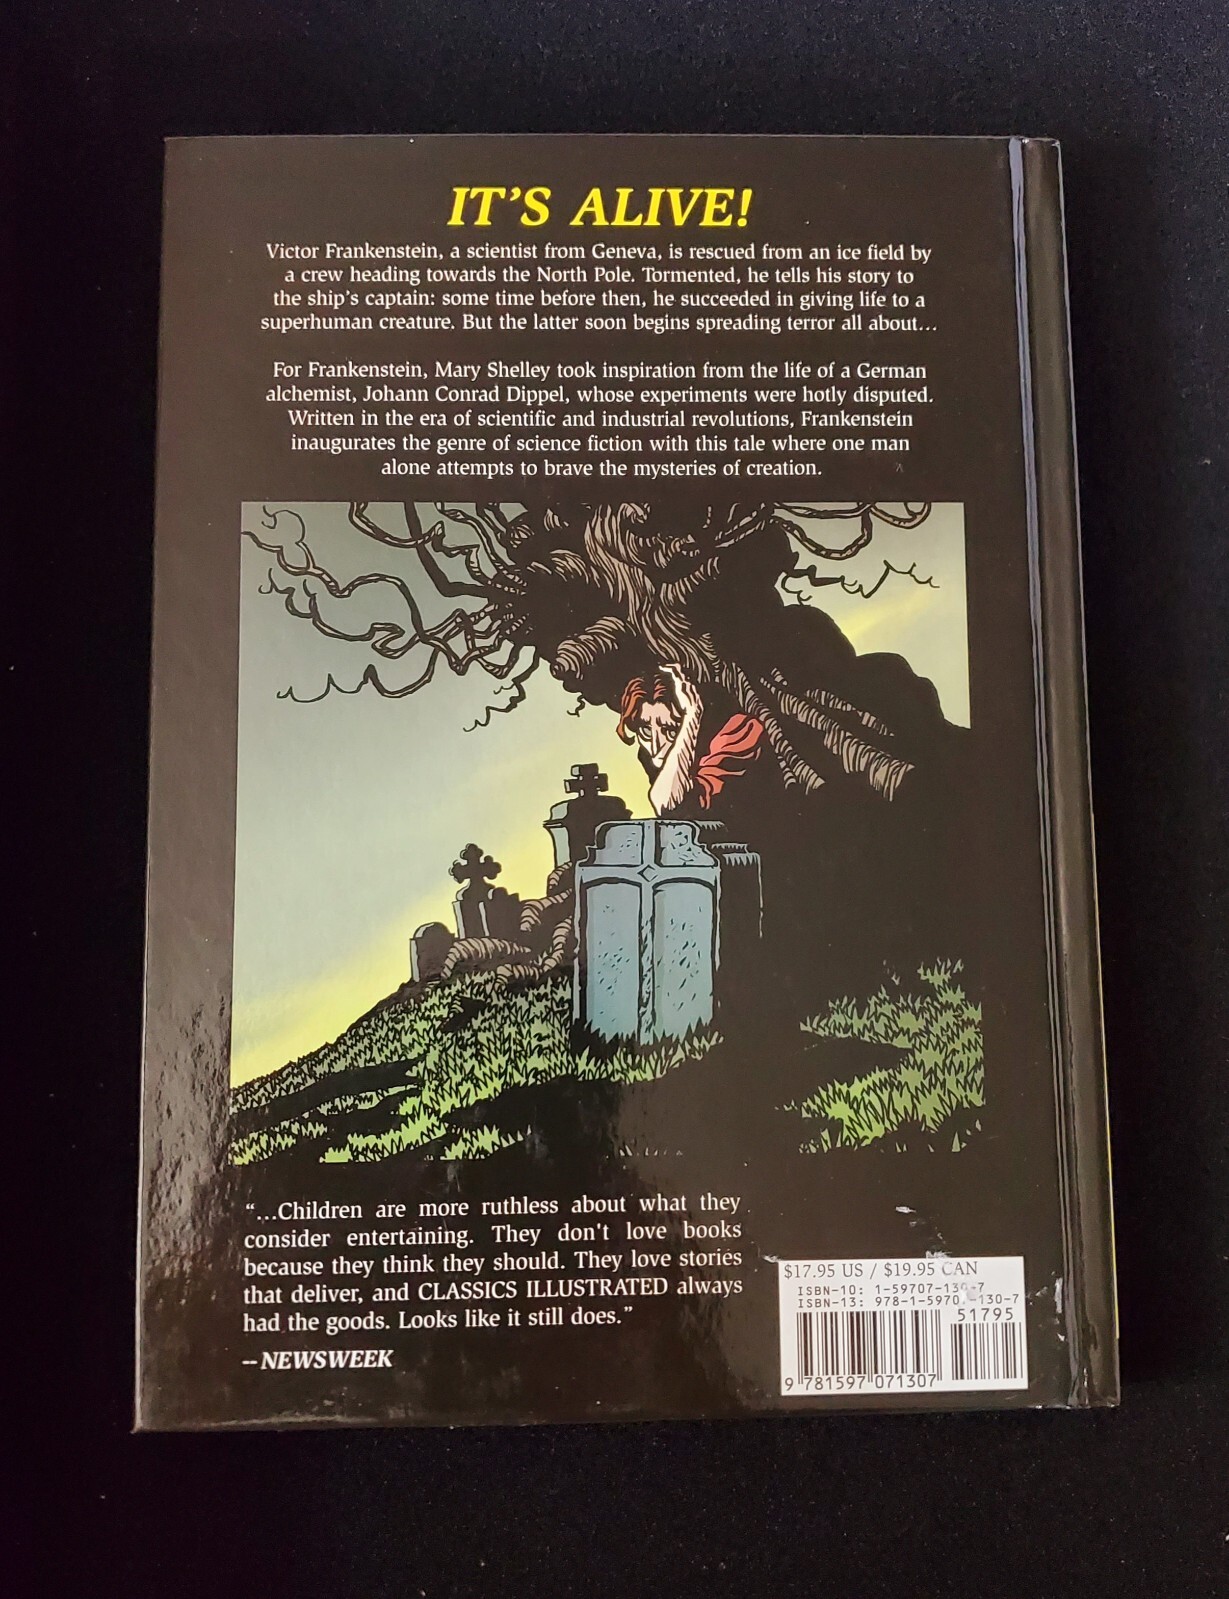 IT'S ALIVE!
Victor Frankenstein, a scientist from Geneva, is rescued from an ice field by
a crew heading towards the North Pole. Tormented, he tells his story to
the ship's captain: some time before then, he succeeded in giving life to a
superhuman creature. But the latter soon begins spreading terror all about...
For Frankenstein, Mary Shelley took inspiration from the life of a German
alchemist, Johann Conrad Dippel, whose experiments were hotly disputed.
Written in the era of scientific and industrial revolutions, Frankenstein
inaugurates the genre of science fiction with this tale where one man
alone attempts to brave the mysteries of creation.
“...Children are more ruthless about what they
consider entertaining. They don't love books
because they think they should. They love stories
that deliver, and CLASSICS ILLUSTRATED always
had the goods. Looks like it still does.”
--NEWSWEEK
$17.95 US / $19.95 CAN
ISBN-10:
ISBN-13:
51795
9 781597 071307